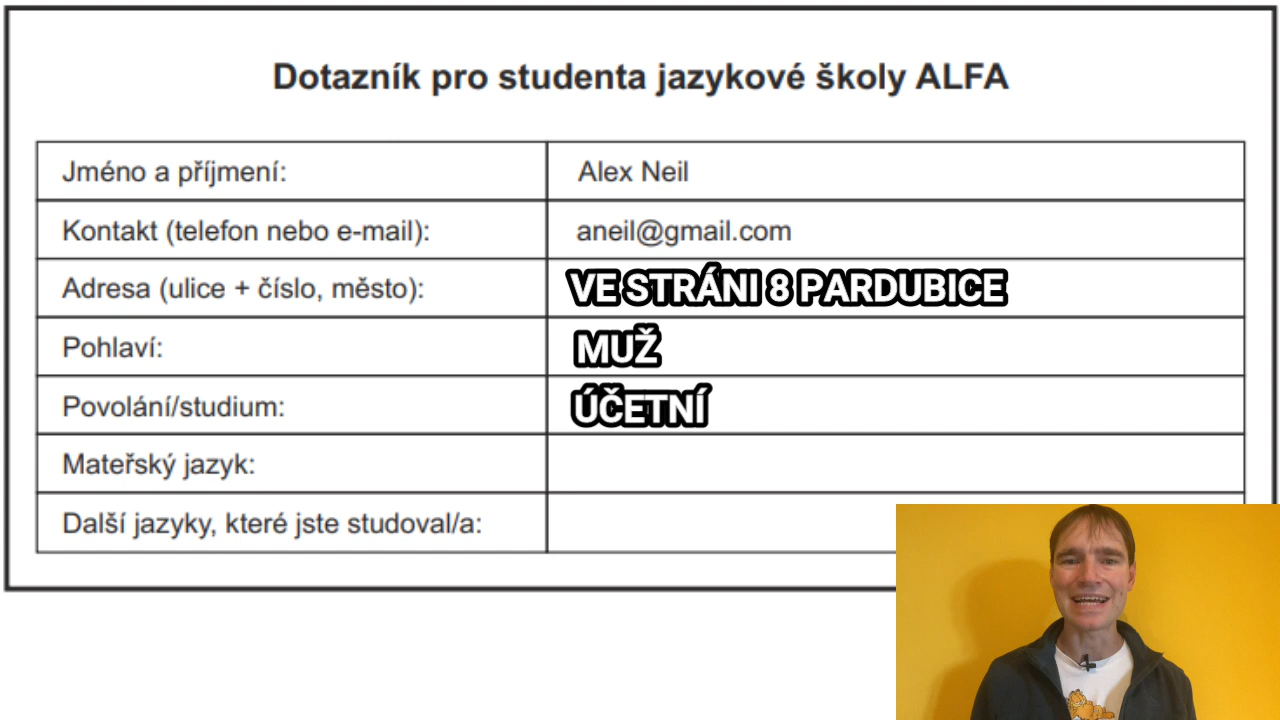 Dotazník pro studenta jazykové školy ALFA
Jméno a příjmení: Alex Neil
Kontakt (telefon nebo e-mail): aneil@gmail.com
Adresa (ulice + číslo, město): VE STRÁNI 8 PARDUBICE
Pohlaví: MUŽ
Povolání/studium: ÚČETNÍ
Mateřský jazyk:
Další jazyky, které jste studoval/a: